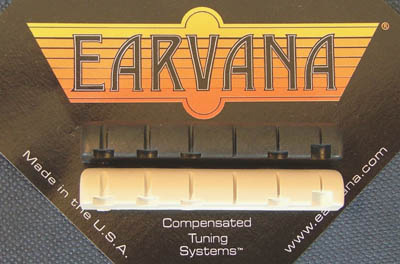 EARVANA®
Made in the U.S.A.
Compensated
Tuning
Systems™
www.earvana.com